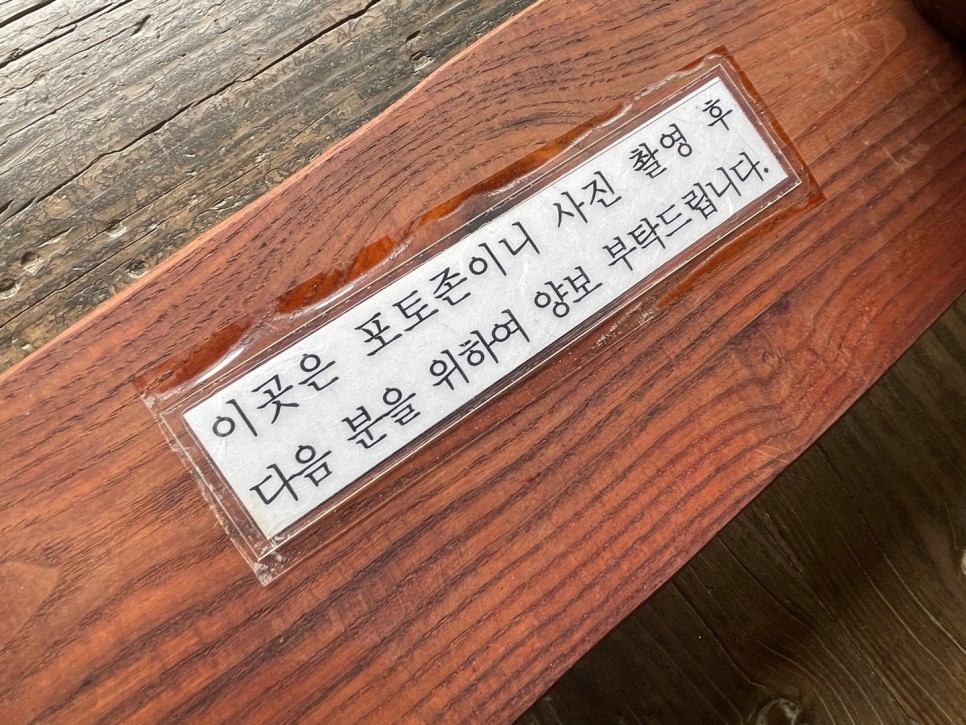 이곳은 포토존이니 사진 촬영 후
다음 분을 위하여 양보 부탁드립니다.